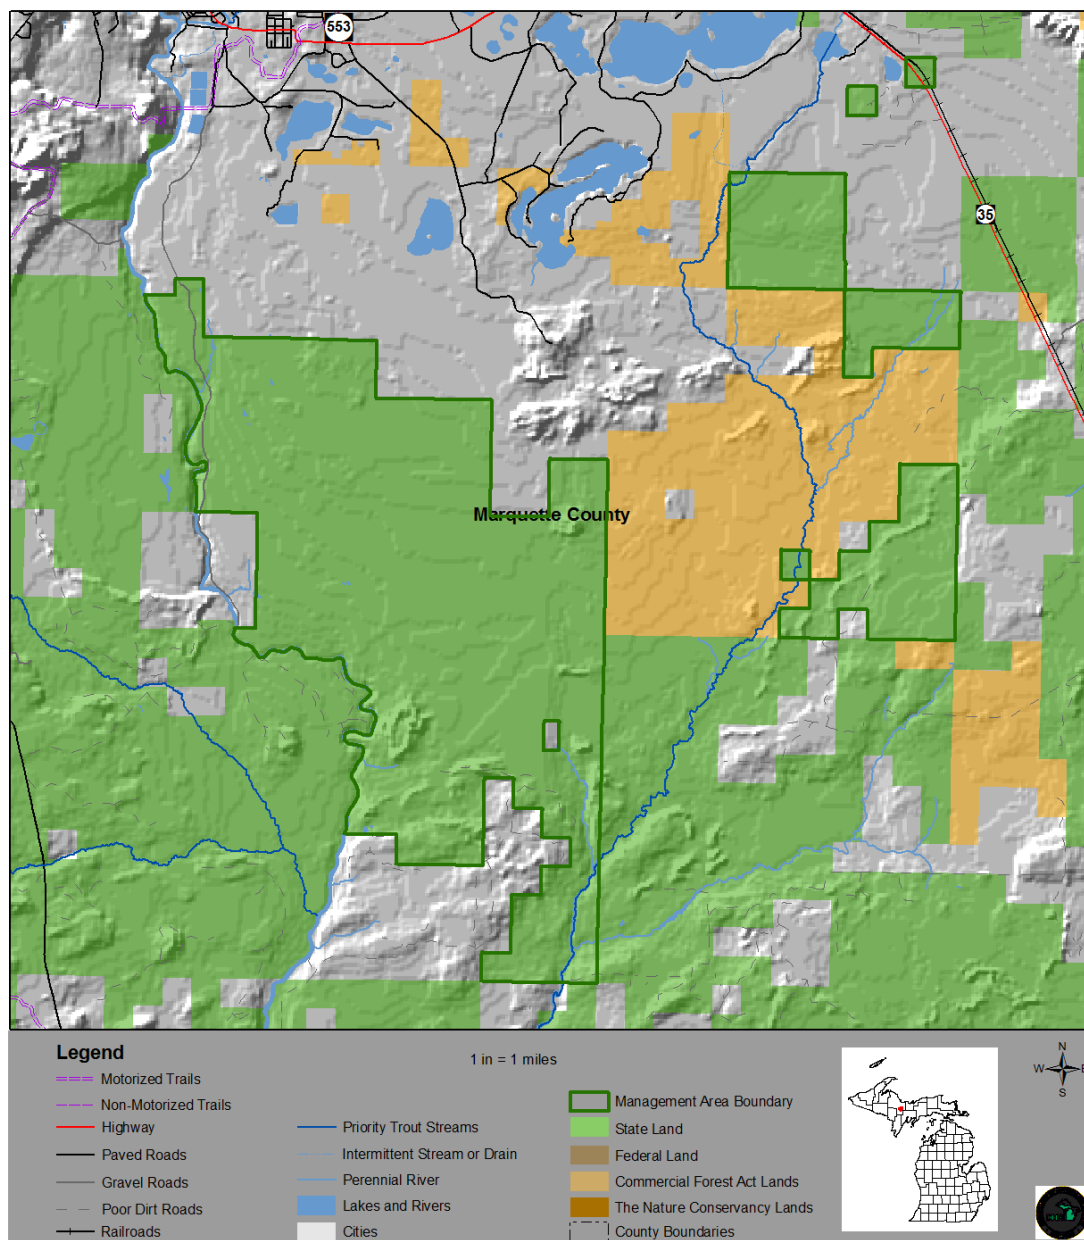 553
35
Marquette County
Legend
1 in = 1 miles
N
W
E
S
Motorized Trails
Non-Motorized Trails
Highway
Paved Roads
Gravel Roads
Poor Dirt Roads
Railroads
Priority Trout Streams
Intermittent Stream or Drain
Perennial River
Lakes and Rivers
Cities
Management Area Boundary
State Land
Federal Land
Commercial Forest Act Lands
The Nature Conservancy Lands
County Boundaries